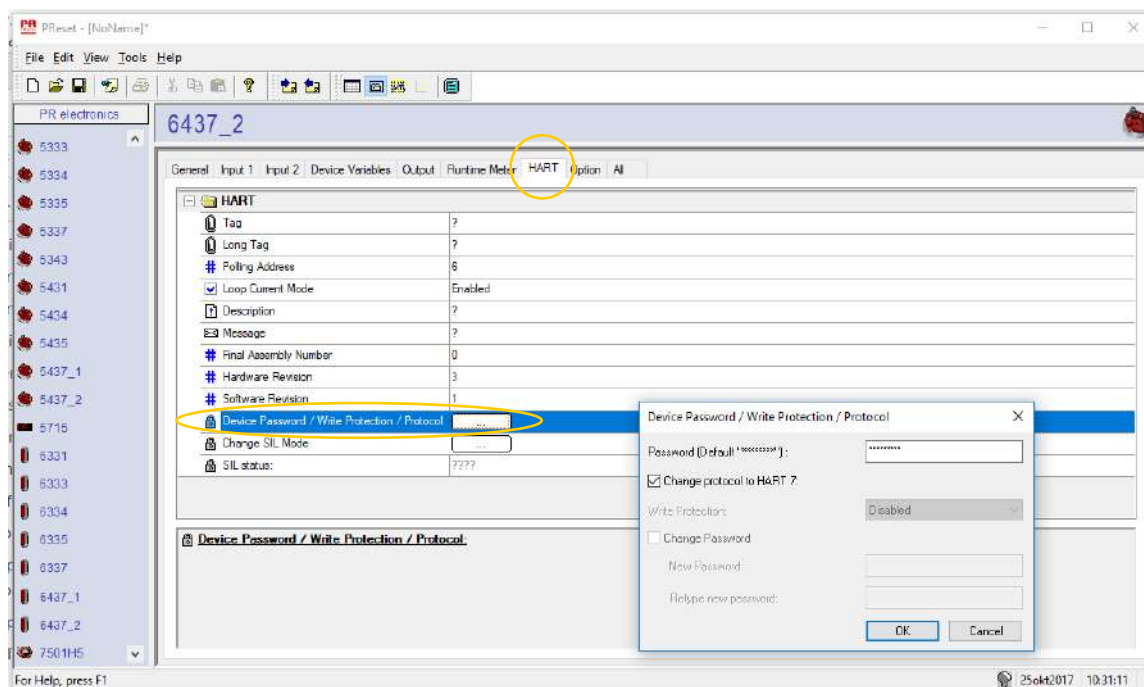 PR
PReset - [NoName]*
File Edit View Tools Help
PR electronics
6437_2
5333
5334
5335
5337
5343
5431
5434
5435
5437_1
5437_2
5715
6331
6333
6334
6335
6337
6437_1
6437_2
7501H5
General Input 1 Input 2 Device Variables Output Runtime Meter HART Option All
HART
Tag ?
Long Tag ?
# Polling Address 6
Loop Current Mode Enabled
Description ?
Message ?
# Final Assembly Number 0
# Hardware Revision 3
# Software Revision 1
Device Password / Write Protection / Protocol ...
Change SIL Mode ...
SIL status: ????
Device Password / Write Protection / Protocol:
Device Password / Write Protection / Protocol
Password (Default "********") : *********
Change protocol to HART 7.
Write Protection: Disabled
Change Password
New Password:
Retype new password:
OK Cancel
For Help, press F1
25okt2017 10:31:11